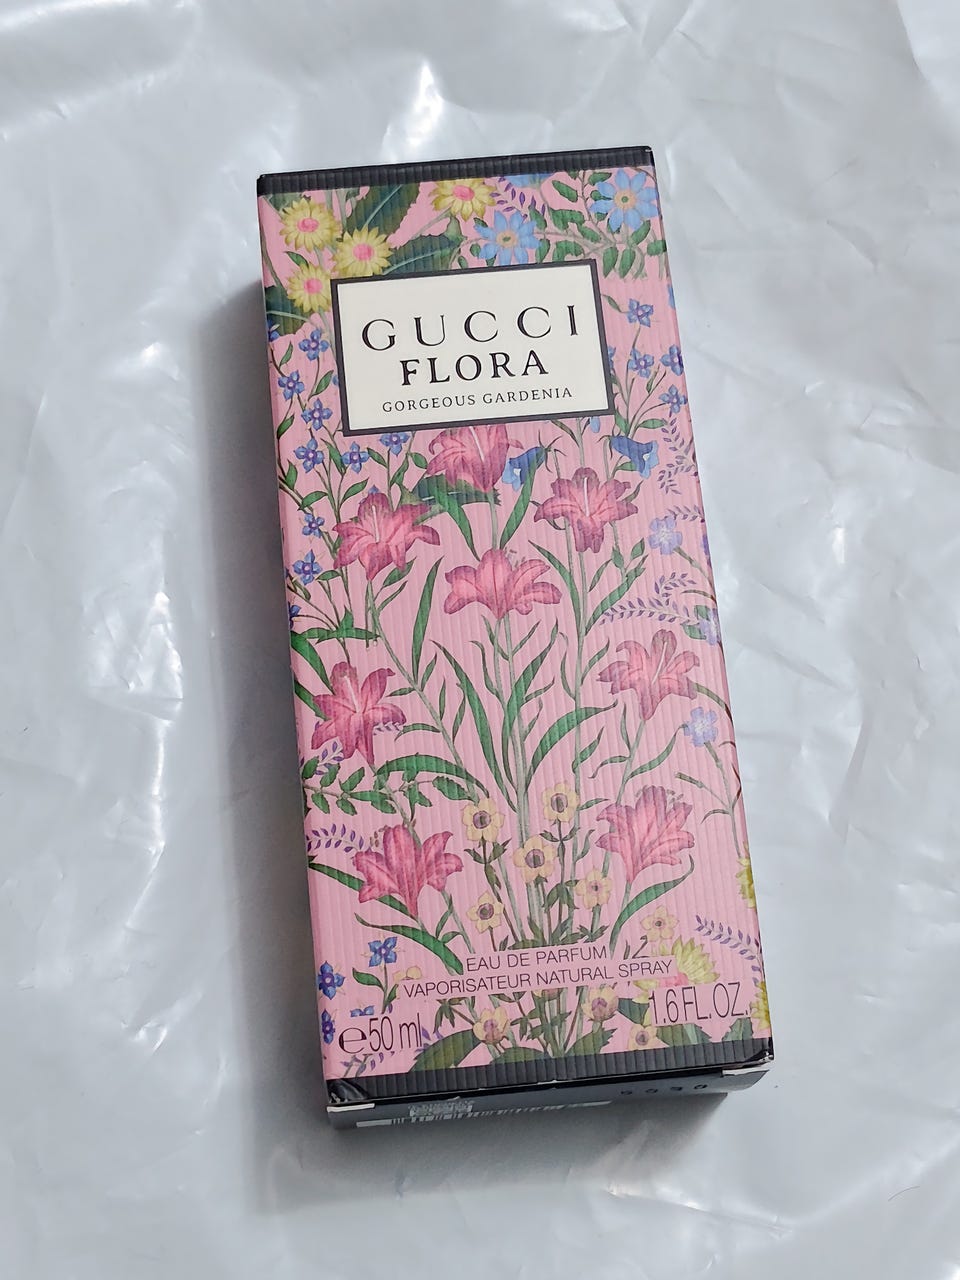 GUCCI
FLORA
GORGEOUS GARDENIA
EAU DE PARFUM
VAPORISATEUR NATURAL SPRAY
℮50 ml
1.6 FL.OZ.